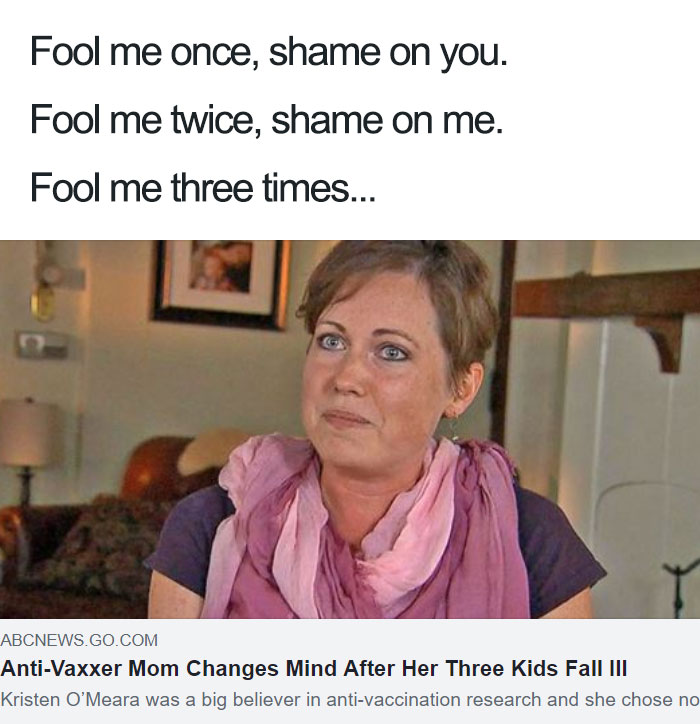 Fool me once, shame on you.
Fool me twice, shame on me.
Fool me three times...
ABCNEWS.GO.COM
Anti-Vaxxer Mom Changes Mind After Her Three Kids Fall Ill
Kristen O’Meara was a big believer in anti-vaccination research and she chose no